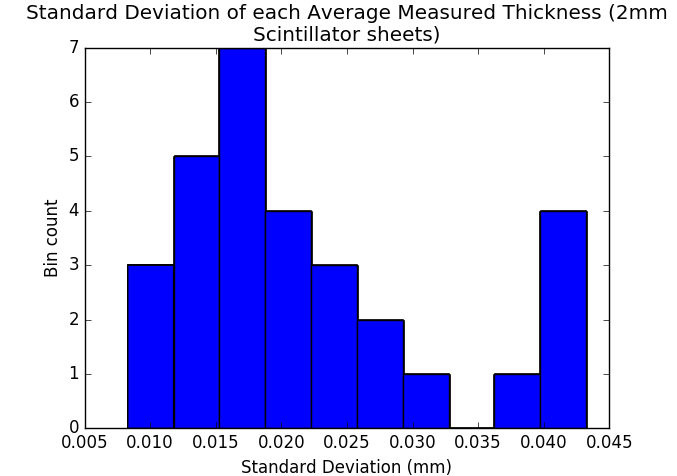 Standard Deviation of each Average Measured Thickness (2mm
Scintillator sheets)
7
6
5
4
3
2
1
0
Bin count
0.005 0.010 0.015 0.020 0.025 0.030 0.035 0.040 0.045
Standard Deviation (mm)